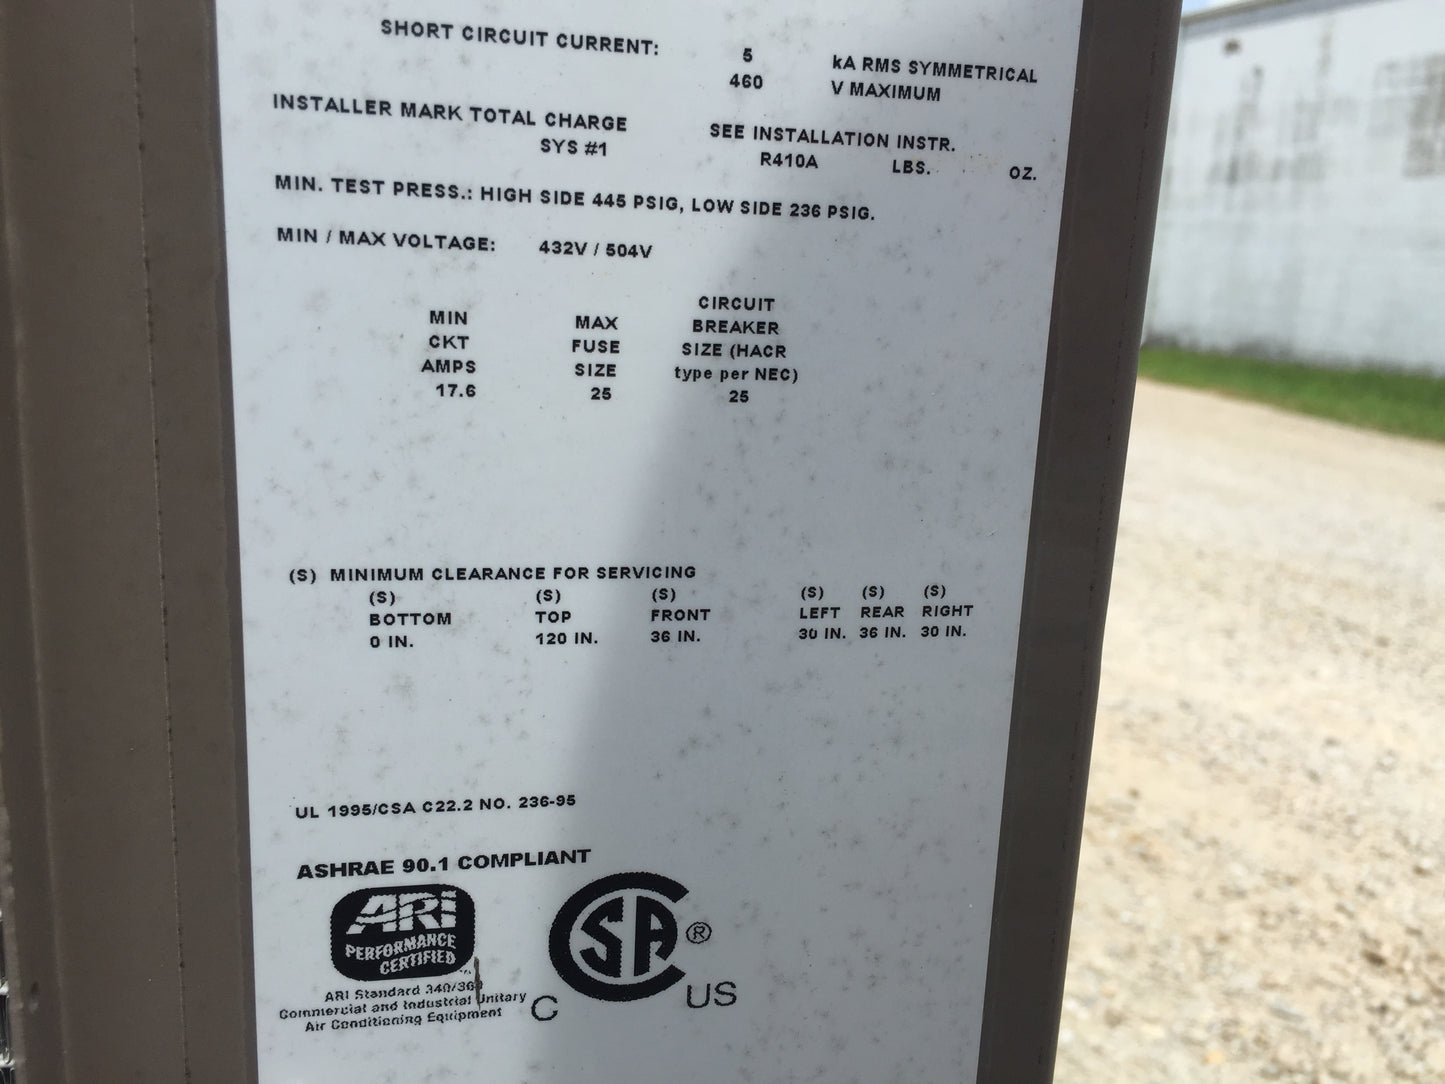 SHORT CIRCUIT CURRENT: 5 kA RMS SYMMETRICAL
460 V MAXIMUM
INSTALLER MARK TOTAL CHARGE SEE INSTALLATION INSTR.
SYS #1 R410A LBS. OZ.
MIN. TEST PRESS.: HIGH SIDE 445 PSIG, LOW SIDE 236 PSIG.
MIN / MAX VOLTAGE: 432V / 504V
CIRCUIT
MIN MAX BREAKER
CKT FUSE SIZE (HACR
AMPS SIZE type per NEC)
17.6 25 25
(S) MINIMUM CLEARANCE FOR SERVICING
(S) (S) (S) (S) (S) (S)
BOTTOM TOP FRONT LEFT REAR RIGHT
0 IN. 120 IN. 36 IN. 30 IN. 36 IN. 30 IN.
UL 1995/CSA C22.2 NO. 236-95
ASHRAE 90.1 COMPLIANT
ARI
PERFORMANCE
CERTIFIED
ARI Standard 340/360
Commercial and Industrial Unitary
Air Conditioning Equipment
C SA ® US